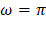 ω = π